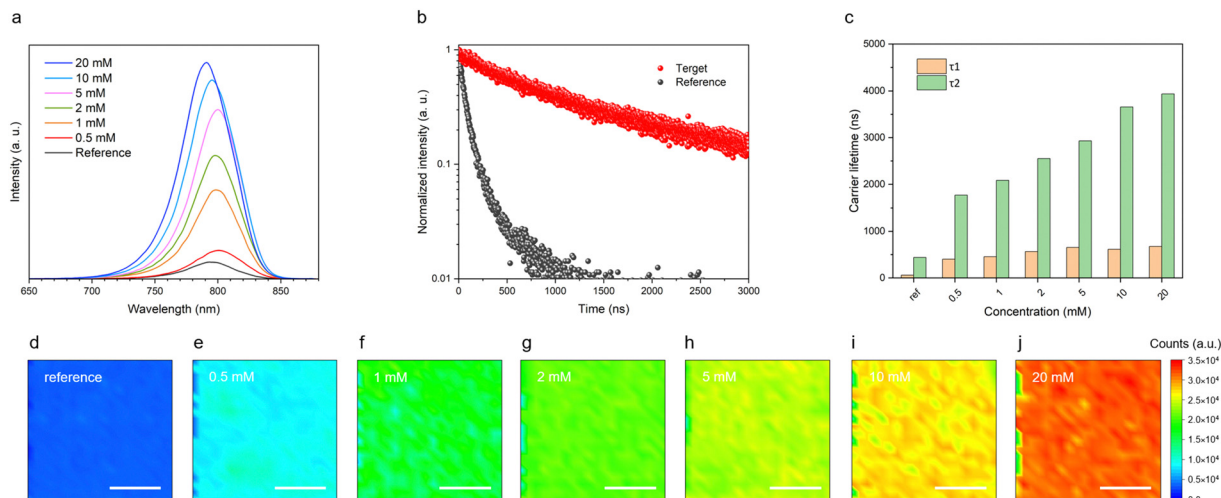 a
20 mM
10 mM
5 mM
2 mM
1 mM
0.5 mM
Reference
Intensity (a. u.)
650
700
750
800
850
Wavelength (nm)
b
Terget
Reference
Normalized intensity (a. u.)
1
0.1
0.01
0
500
1000
1500
2000
2500
3000
Time (ns)
c
τ1
τ2
Carrier lifetime (ns)
5000
4000
3000
2000
1000
0
ref
0.5
1
2
5
10
20
Concentration (mM)
d
reference
e
0.5 mM
f
1 mM
g
2 mM
h
5 mM
i
10 mM
j
20 mM
Counts (a.u.)
3.5×10⁴
3.0×10⁴
2.5×10⁴
2.0×10⁴
1.5×10⁴
1.0×10⁴
5.0×10³
0.0